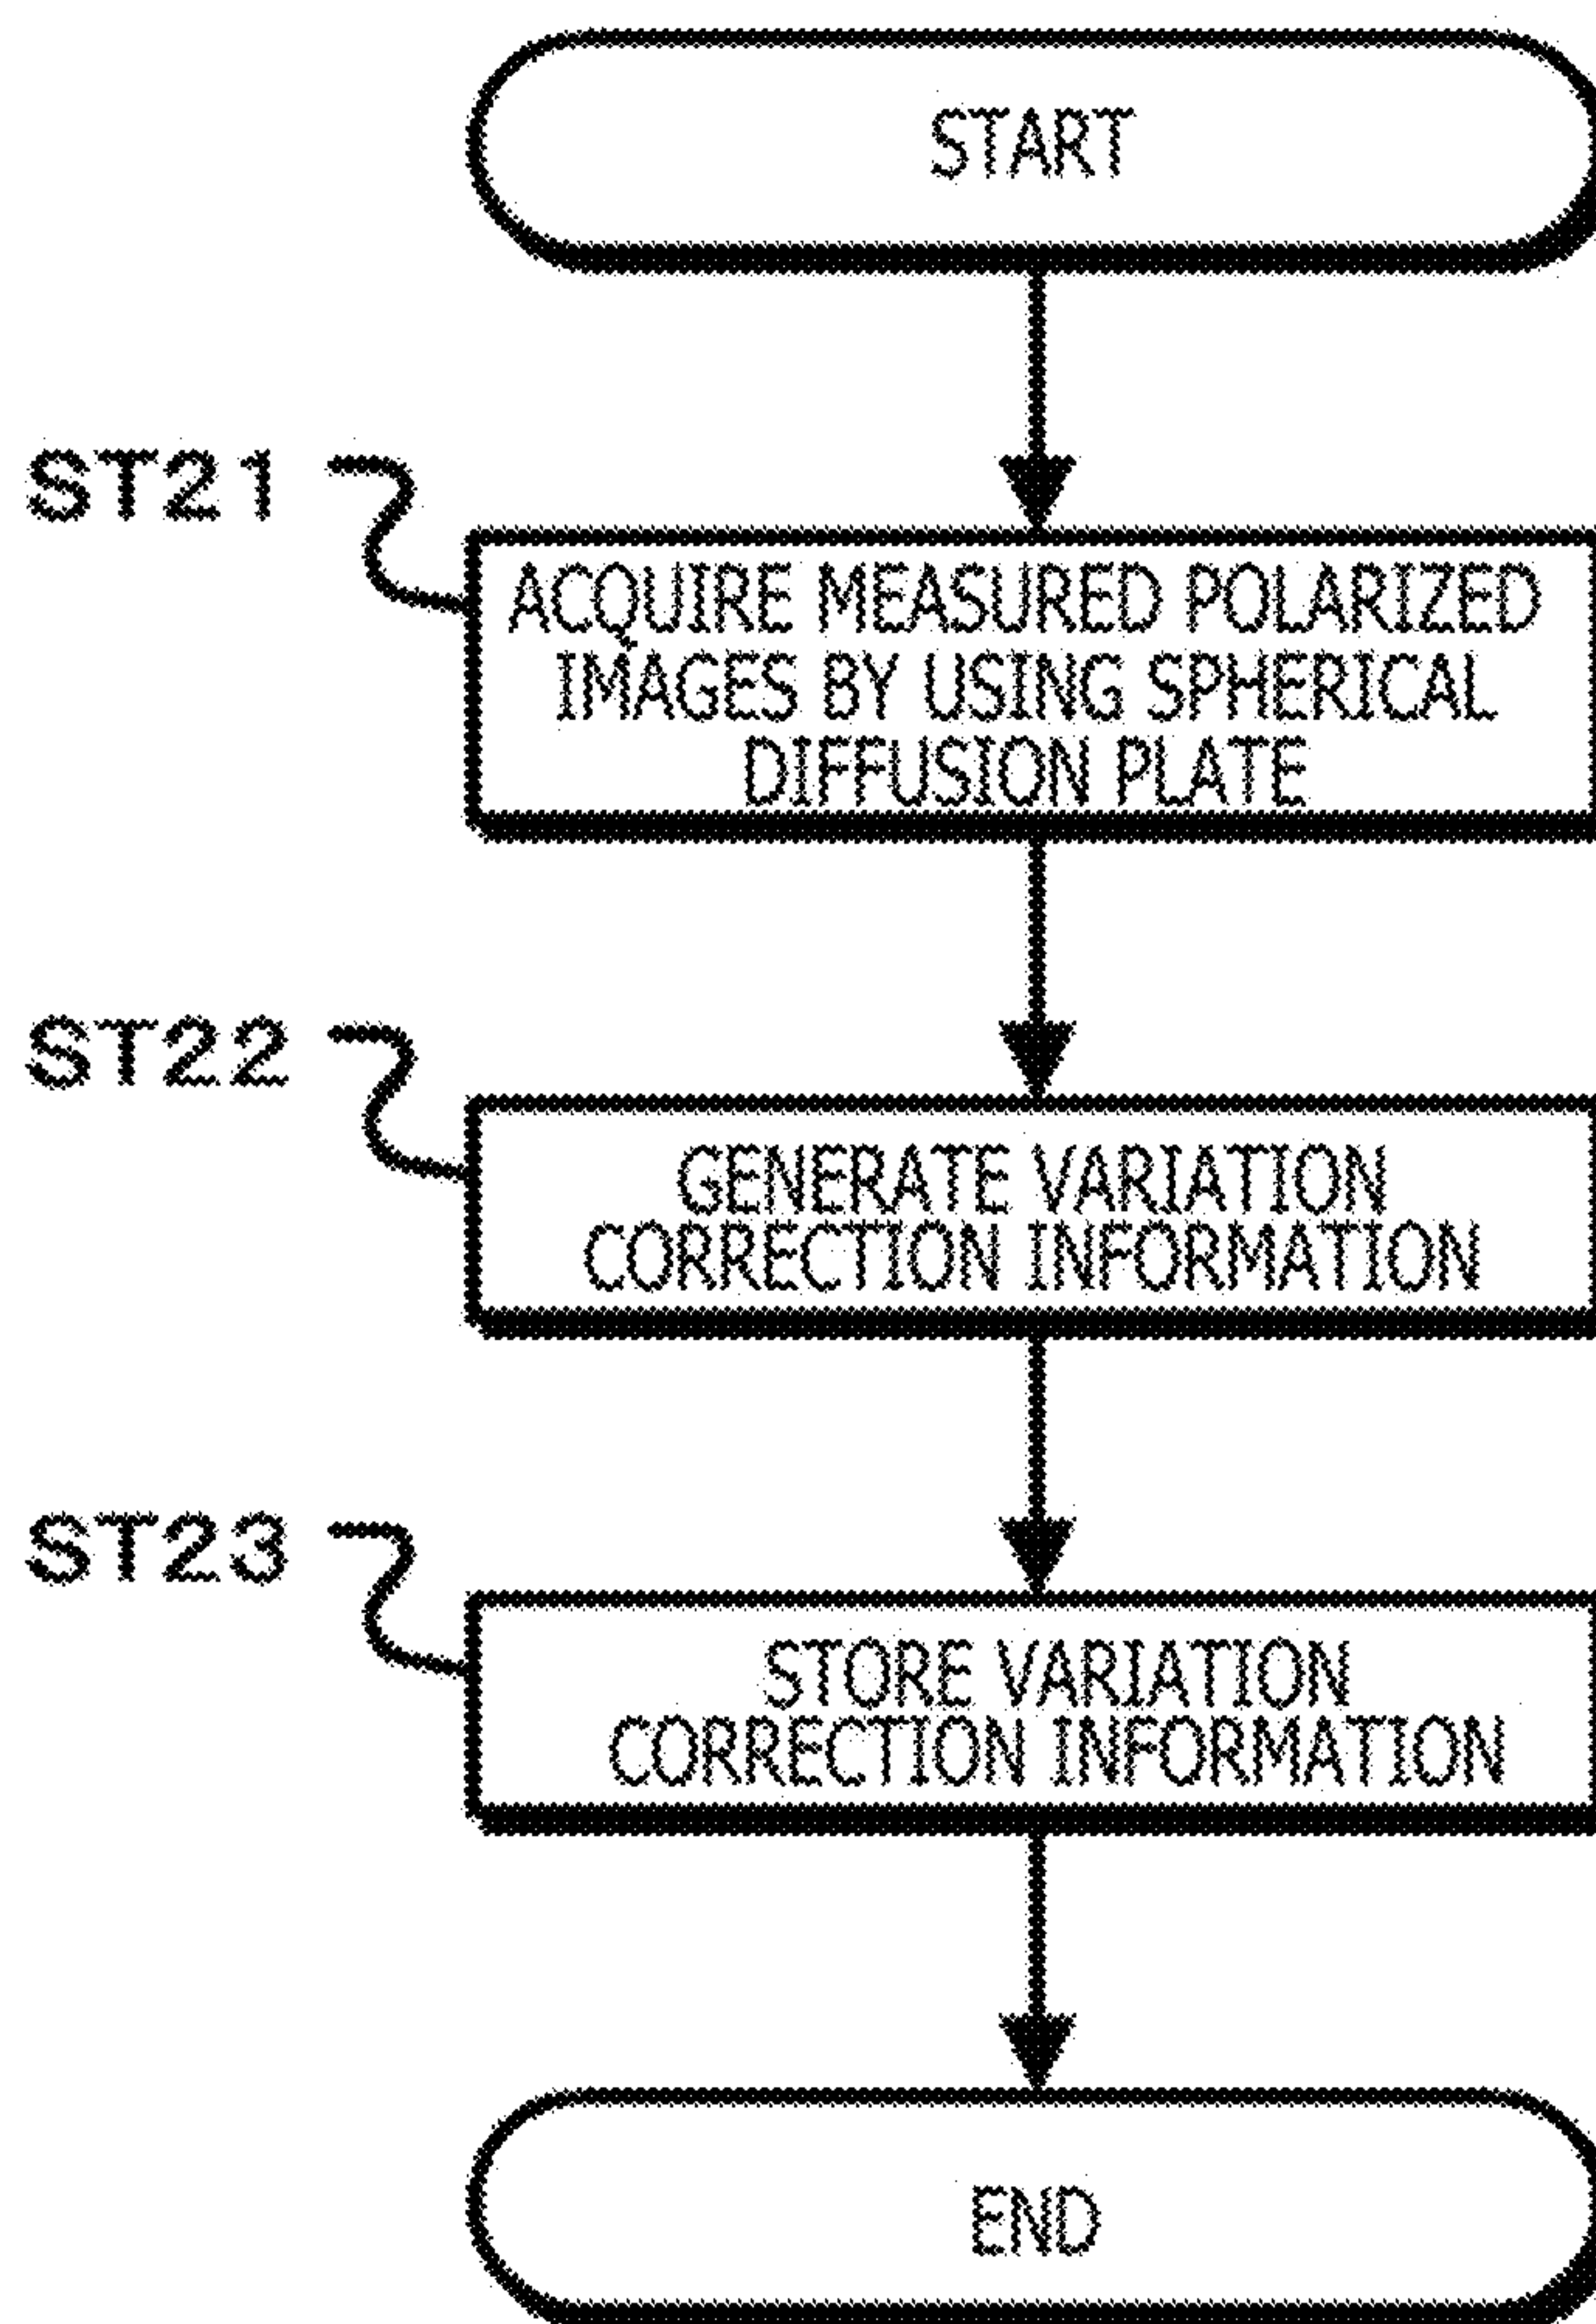 START
ST21
ACQUIRE MEASURED POLARIZED
IMAGES BY USING SPHERICAL
DIFFUSION PLATE
ST22
GENERATE VARIATION
CORRECTION INFORMATION
ST23
STORE VARIATION
CORRECTION INFORMATION
END